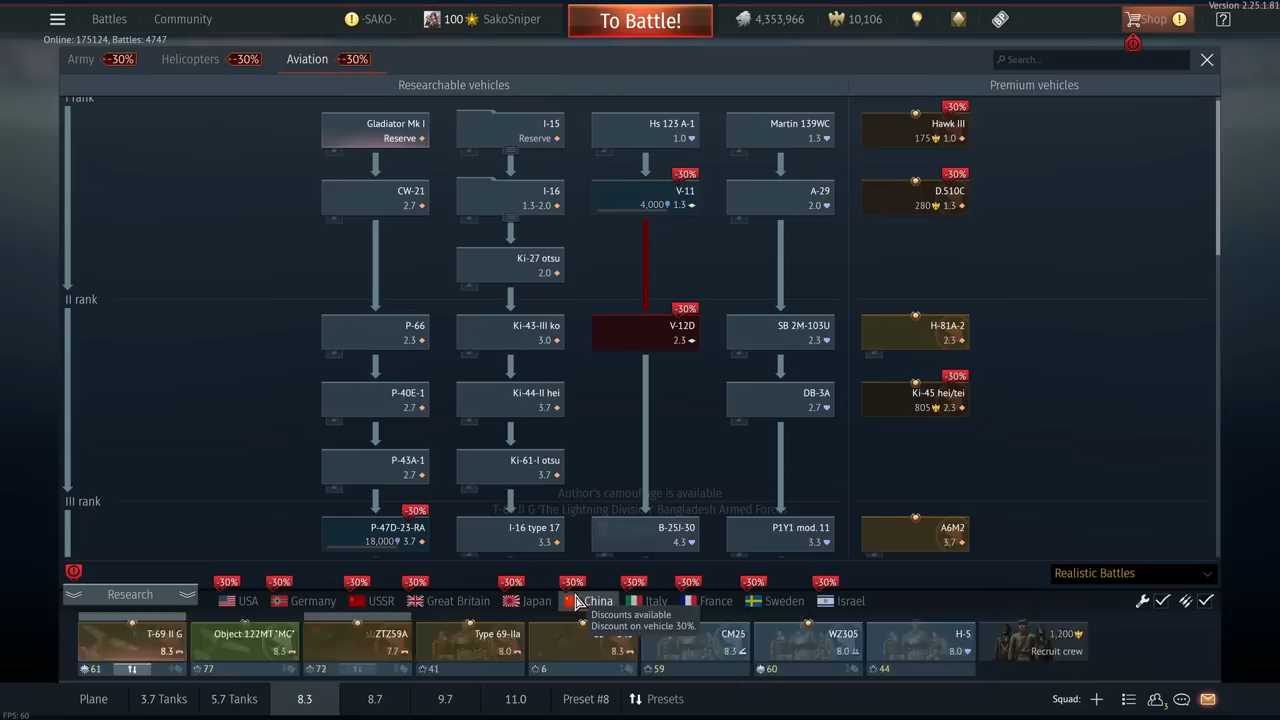 Version 2.25.1.81
Battles Community -SAKO- 100 SakoSniper To Battle! 4,353,966 10,106 BP Shop
Online: 175124, Battles: 4747
Army -30% Helicopters -30% Aviation -30% Search...
Researchable vehicles Premium vehicles
I rank
Gladiator Mk I
Reserve
I-15
Reserve
Hs 123 A-1
1.0
Martin 139WC
1.3
-30%
Hawk III
175 1.0
CW-21
2.7
I-16
1.3-2.0
-30%
V-11
4,000 1.3
A-29
2.0
-30%
D.510C
280 1.3
Ki-27 otsu
2.0
II rank
P-66
2.3
Ki-43-III ko
3.0
-30%
V-12D
2.3
SB 2M-103U
2.3
H-81A-2
2.3
P-40E-1
2.7
Ki-44-II hei
3.7
DB-3A
2.7
-30%
Ki-45 hei/tei
805 2.3
P-43A-1
2.7
Ki-61-I otsu
3.7
Author's camouflage is available
III rank
-30%
P-47D-23-RA
18,000 3.7
I-16 type 17
3.3
B-25J-30
4.3
P1Y1 mod. 11
3.3
A6M2
3.7
Realistic Battles
-30% -30% -30% -30% -30% -30% -30% -30% -30% -30%
Research USA Germany USSR Great Britain Japan China Italy France Sweden Israel
Discounts available
Discount on vehicle 30%.
T-69 II G
8.3
61
Object 122MT "MC"
8.3
77
ZTZ59A
7.7
72
Type 69-IIa
8.0
41
8.3
6
CM25
8.3
59
WZ305
8.0
60
H-5
8.0
44
1,200
Recruit crew
Plane 3.7 Tanks 5.7 Tanks 8.3 8.7 9.7 11.0 Preset #8 Presets Squad: 3
FPS: 60